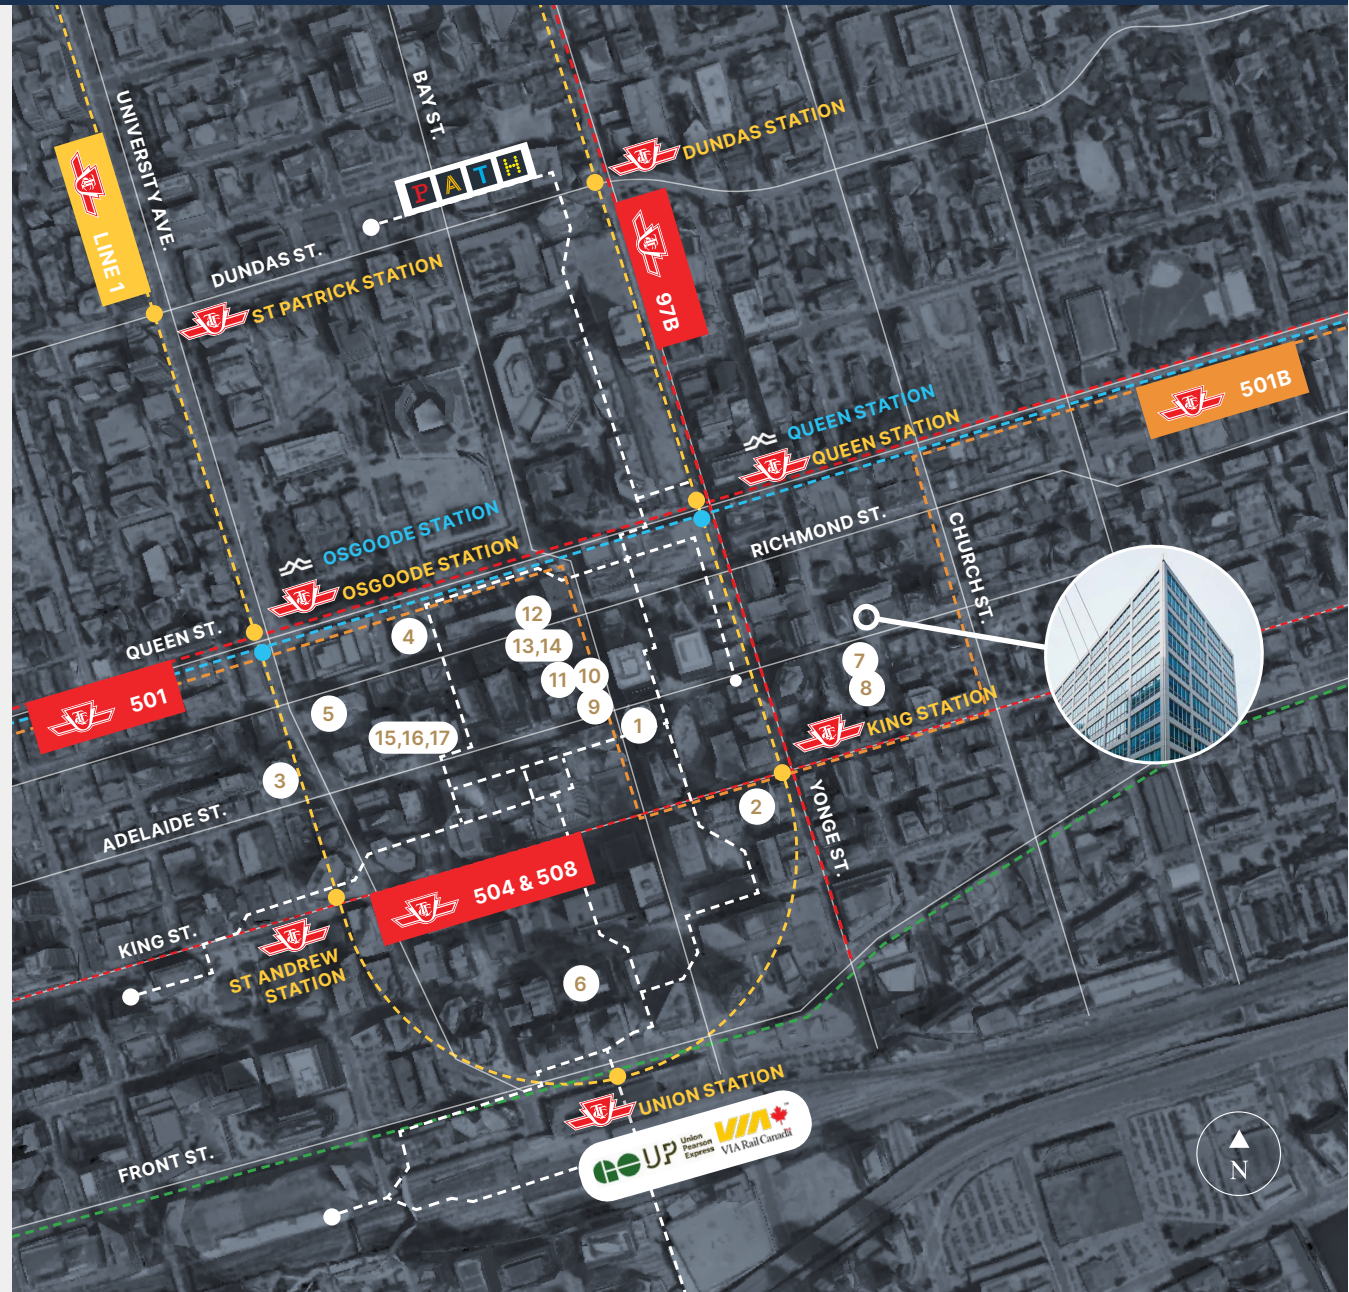 UNIVERSITY AVE.
BAY ST.
DUNDAS STATION
PATH
LINE 1
97B
DUNDAS ST.
ST PATRICK STATION
501B
QUEEN STATION
QUEEN STATION
OSGOODE STATION
OSGOODE STATION
RICHMOND ST.
CHURCH ST.
QUEEN ST.
12
4
13,14
11
10
7
8
9
501
5
15,16,17
1
KING STATION
3
2
YONGE ST.
ADELAIDE ST.
504 & 508
KING ST.
ST ANDREW
STATION
6
UNION STATION
GO
UP
Union
Pearson
Express
VIA
VIA Rail Canada
FRONT ST.
N